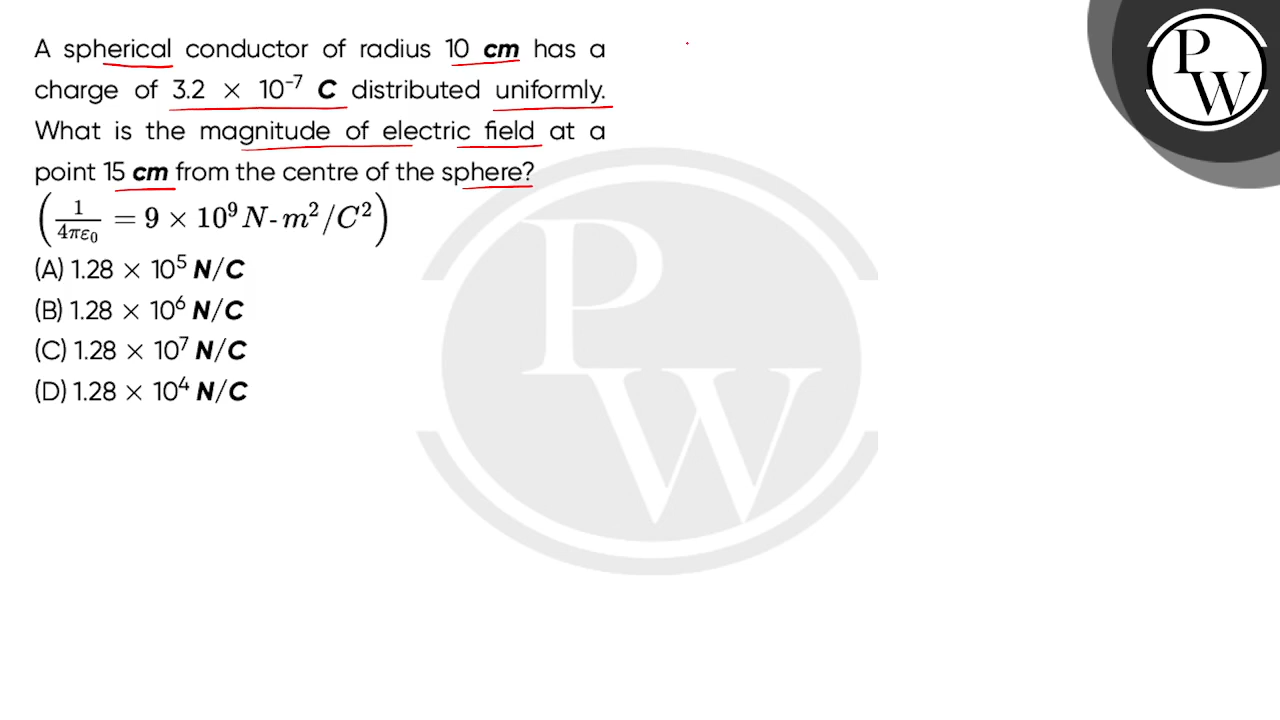 A spherical conductor of radius 10 cm has a
charge of 3.2 × 10⁻⁷ C distributed uniformly.
What is the magnitude of electric field at a
point 15 cm from the centre of the sphere?
(1/4πε₀ = 9 × 10⁹ N-m²/C²)
(A) 1.28 × 10⁵ N/C
(B) 1.28 × 10⁶ N/C
(C) 1.28 × 10⁷ N/C
(D) 1.28 × 10⁴ N/C
PW
PW